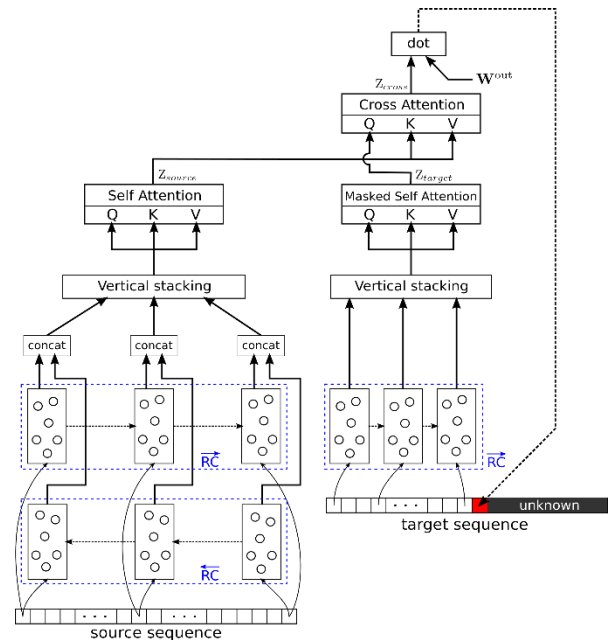 dot
W^out
Z_cross
Cross Attention
Q K V
Z_source
Z_target
Self Attention
Q K V
Masked Self Attention
Q K V
Vertical stacking
Vertical stacking
concat
concat
concat
RC
RC
RC
unknown
target sequence
source sequence